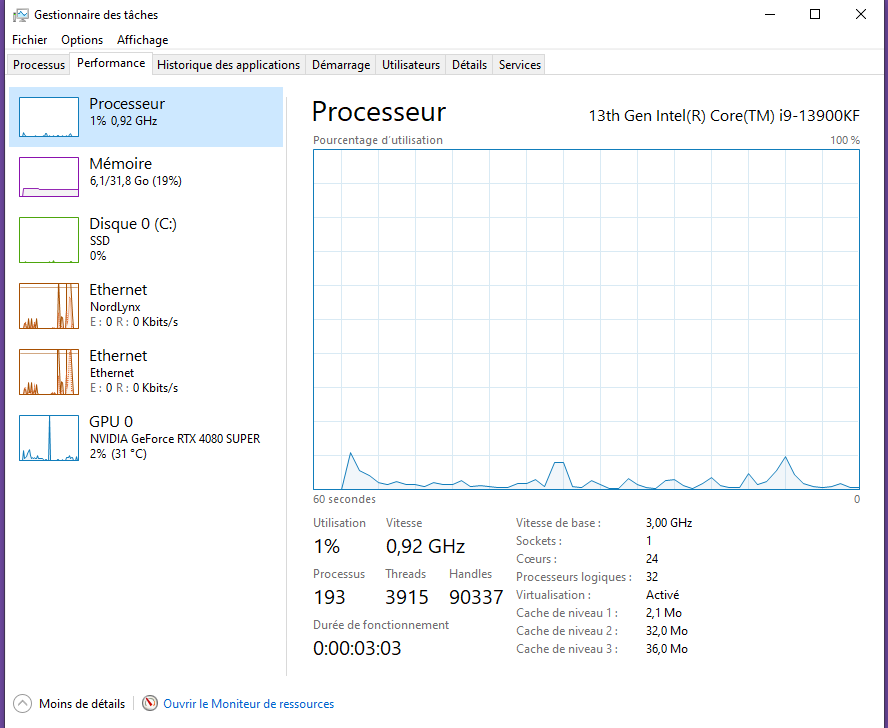 Gestionnaire des tâches
Fichier Options Affichage
Processus Performance Historique des applications Démarrage Utilisateurs Détails Services
Processeur
1% 0,92 GHz
Mémoire
6,1/31,8 Go (19%)
Disque 0 (C:)
SSD
0%
Ethernet
NordLynx
E : 0 R : 0 Kbits/s
Ethernet
Ethernet
E : 0 R : 0 Kbits/s
GPU 0
NVIDIA GeForce RTX 4080 SUPER
2% (31 °C)
Processeur 13th Gen Intel(R) Core(TM) i9-13900KF
Pourcentage d'utilisation 100 %
60 secondes 0
Utilisation Vitesse
1% 0,92 GHz
Processus Threads Handles
193 3915 90337
Durée de fonctionnement
0:00:03:03
Vitesse de base : 3,00 GHz
Sockets : 1
Cœurs : 24
Processeurs logiques : 32
Virtualisation : Activé
Cache de niveau 1 : 2,1 Mo
Cache de niveau 2 : 32,0 Mo
Cache de niveau 3 : 36,0 Mo
Moins de détails Ouvrir le Moniteur de ressources